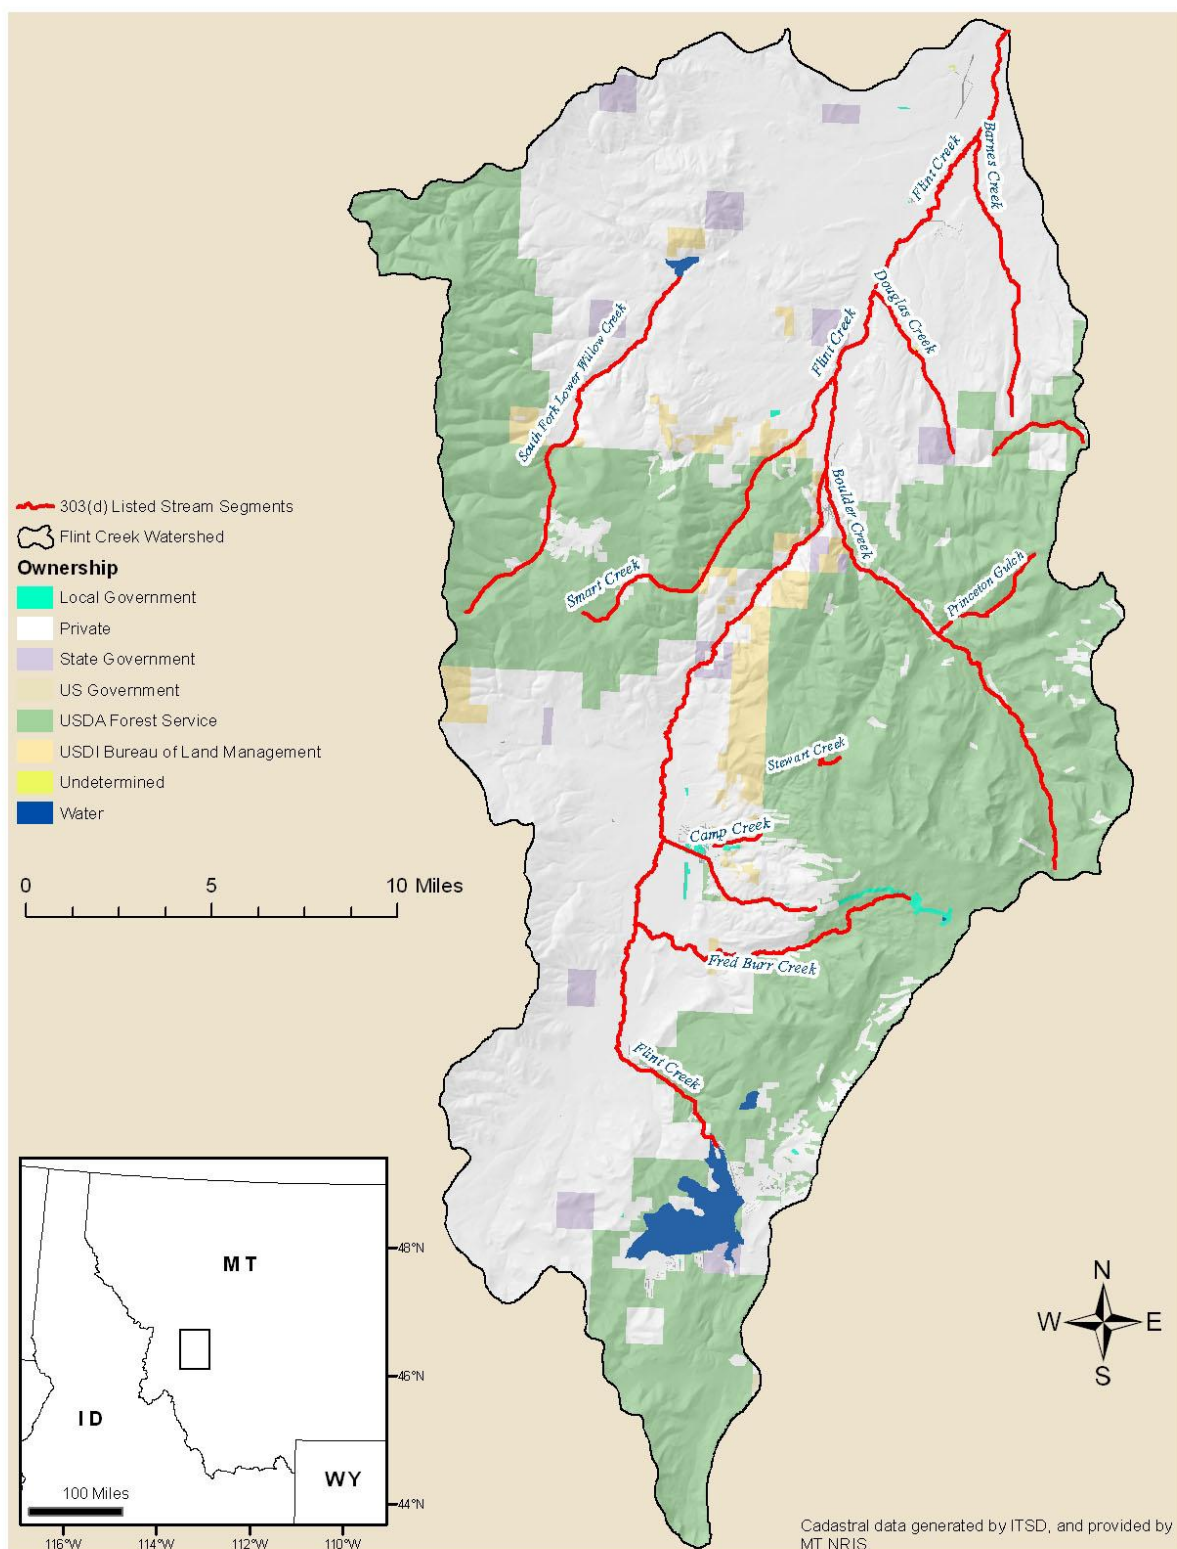 Barnes Creek
Flint Creek
Douglas Creek
Flint Creek
South Fork Lower Willow Creek
Boulder Creek
Princeton Gulch
Smart Creek
Stewart Creek
Camp Creek
Fred Burr Creek
Flint Creek
303(d) Listed Stream Segments
Flint Creek Watershed
Ownership
Local Government
Private
State Government
US Government
USDA Forest Service
USDI Bureau of Land Management
Undetermined
Water
0 5 10 Miles
MT
ID
WY
100 Miles
48°N
46°N
44°N
116°W 114°W 112°W 110°W
N
W E
S
Cadastral data generated by ITSD, and provided by
MT NRIS